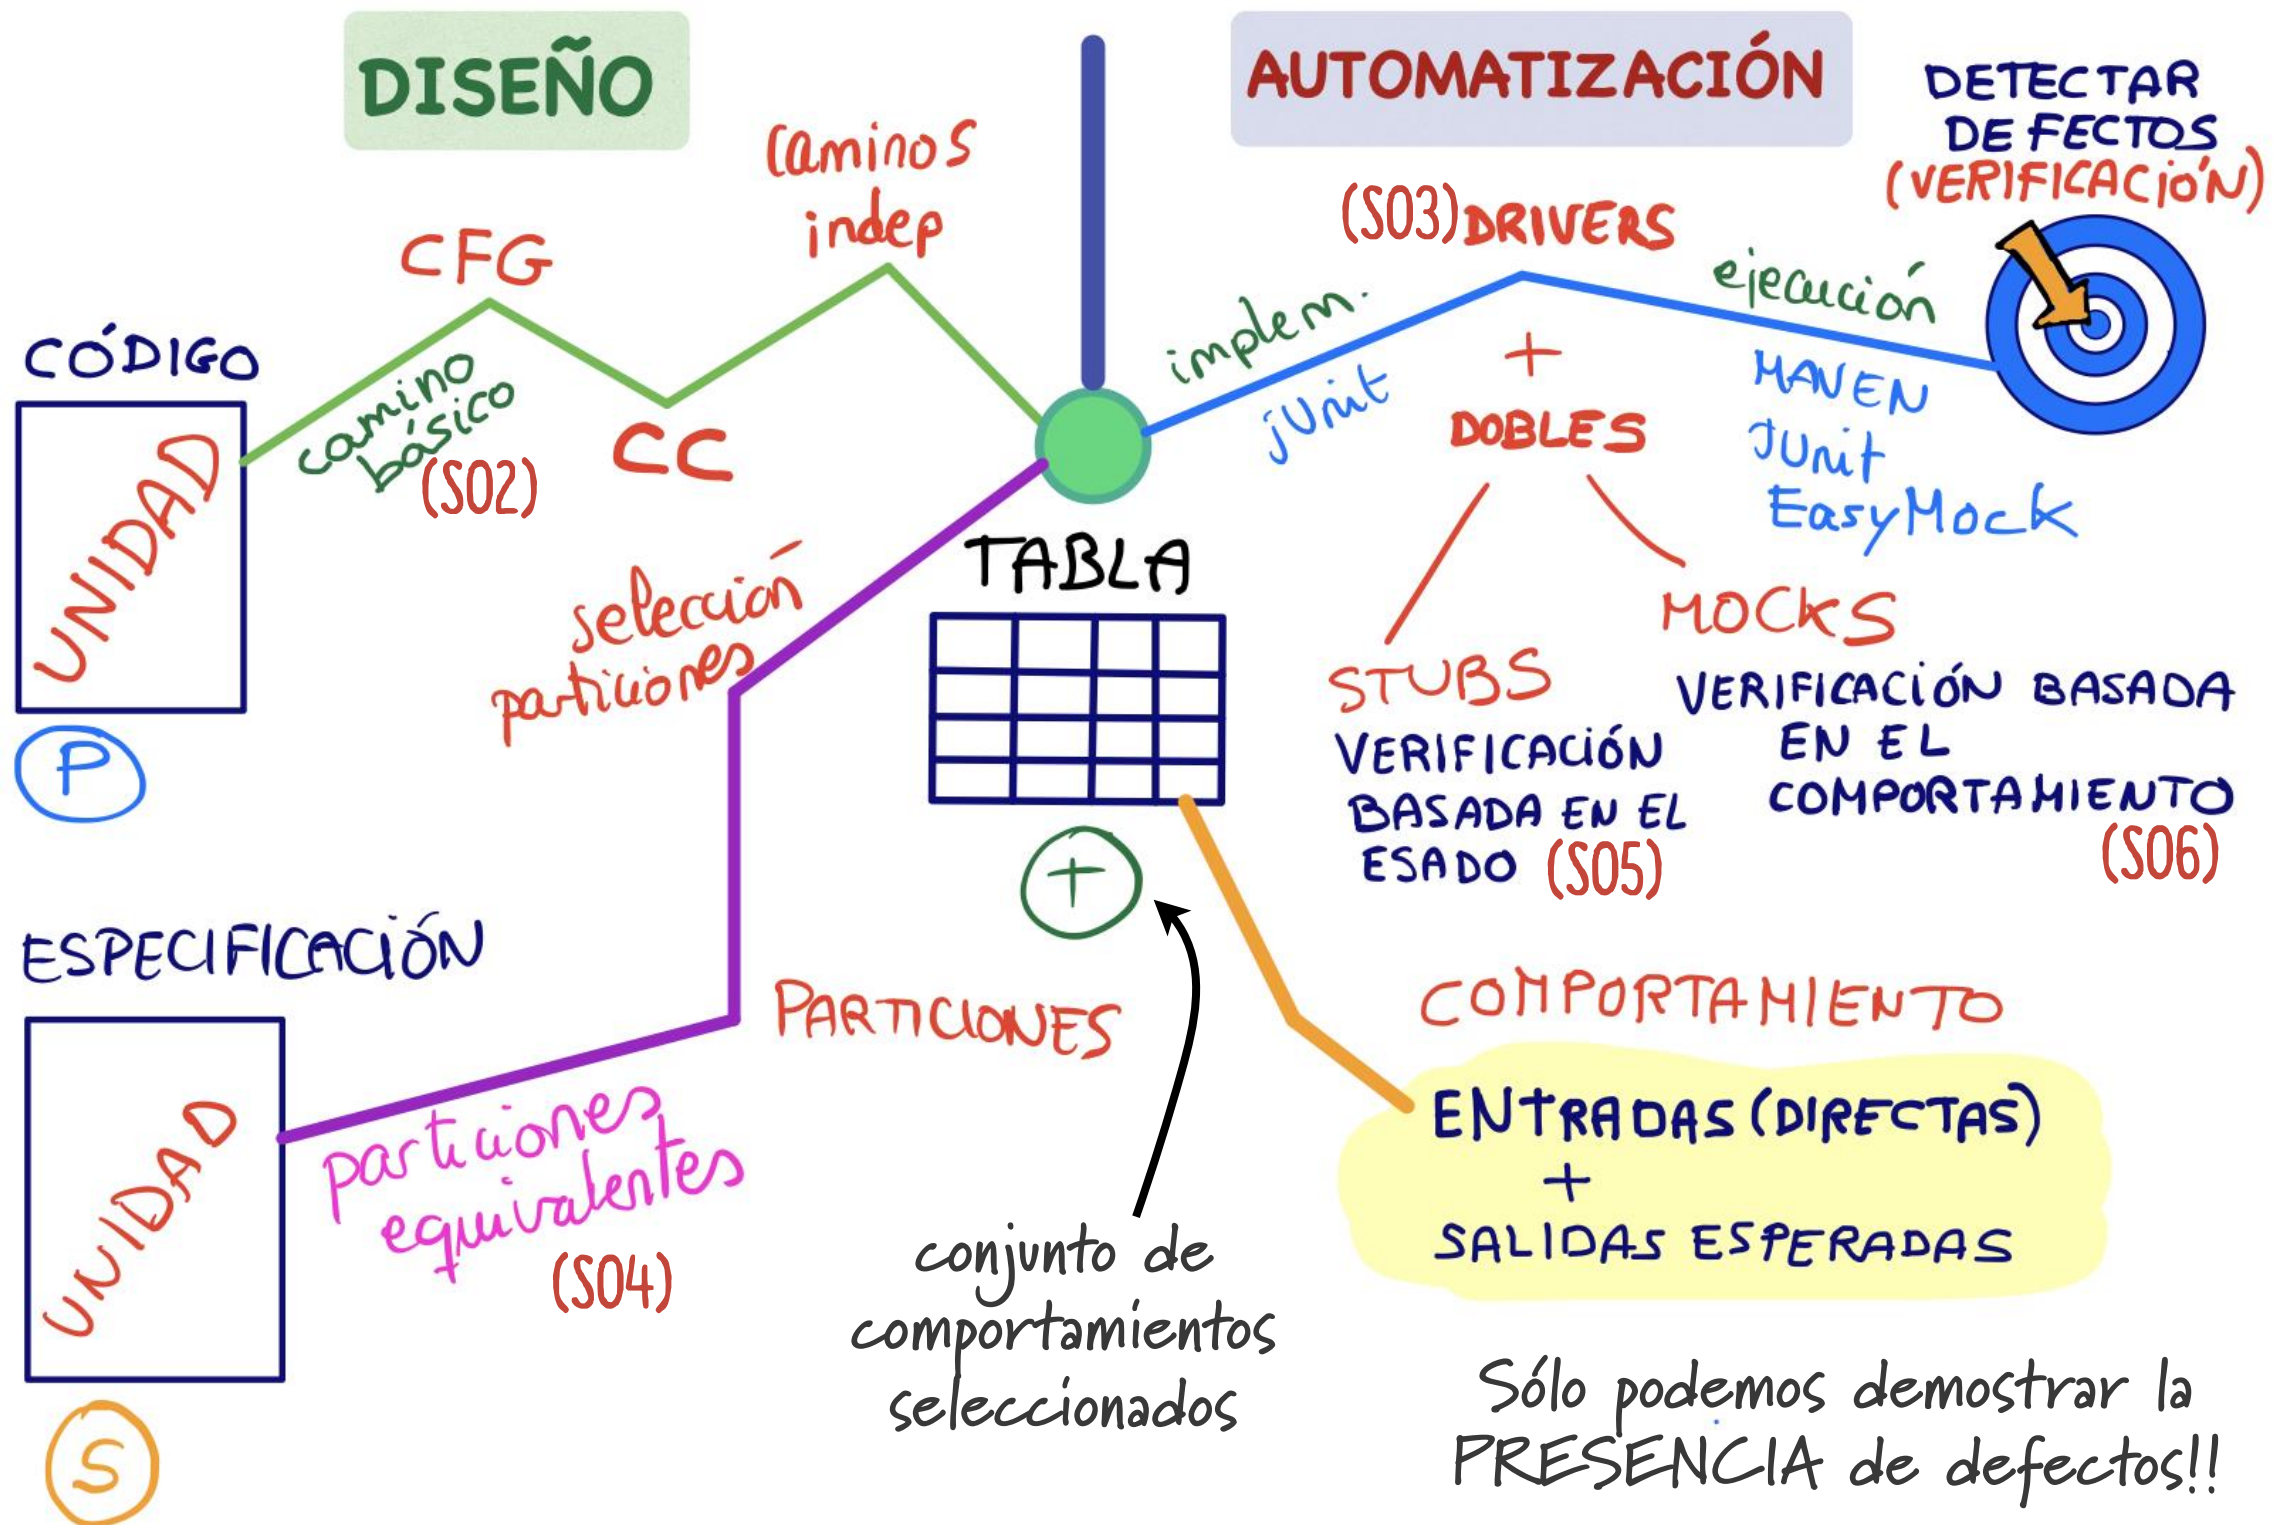 DISEÑO
AUTOMATIZACIÓN
DETECTAR
DEFECTOS
(VERIFICACIÓN)
CÓDIGO
UNIDAD
P
CFG
camino
básico
(S02)
CC
caminos
indep
implem.
jUnit
(S03) DRIVERS
+
DOBLES
ejecución
MAVEN
JUnit
EasyMock
STUBS
VERIFICACIÓN
BASADA EN EL
ESADO (S05)
MOCKS
VERIFICACIÓN BASADA
EN EL
COMPORTAMIENTO
(S06)
selección
particiones
TABLA
T
ESPECIFICACIÓN
UNIDAD
S
particiones
equivalentes
(S04)
PARTICIONES
conjunto de
comportamientos
seleccionados
COMPORTAMIENTO
ENTRADAS (DIRECTAS)
+
SALIDAS ESPERADAS
Sólo podemos demostrar la
PRESENCIA de defectos!!